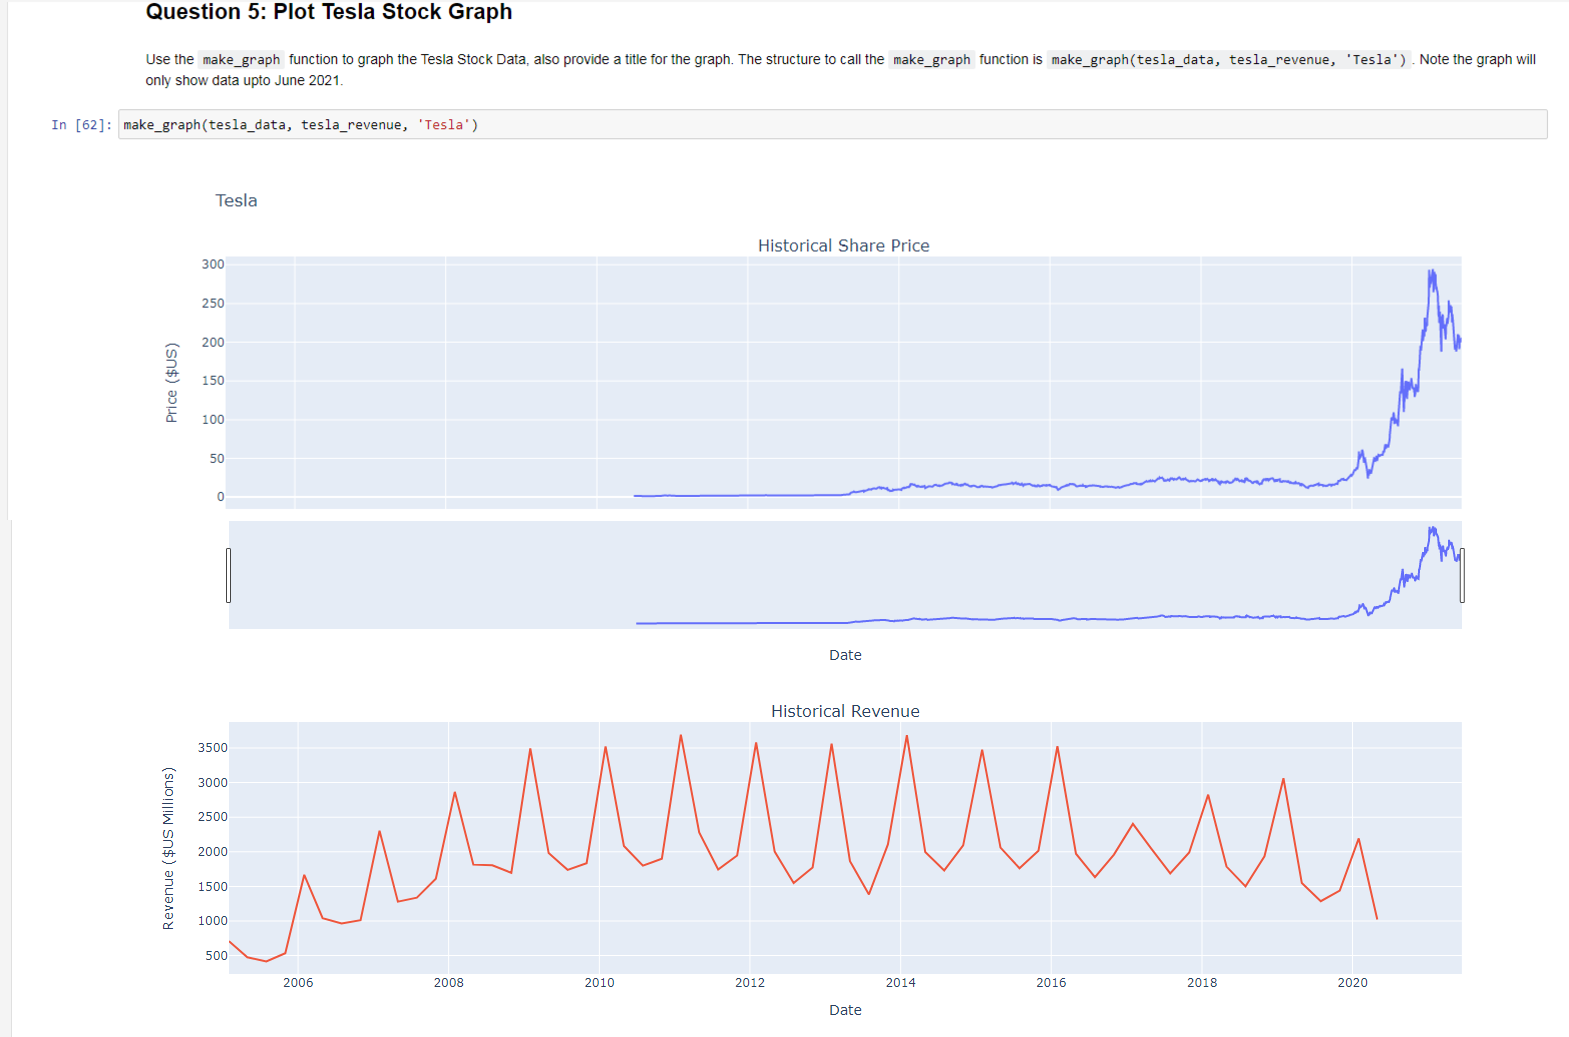 Question 5: Plot Tesla Stock Graph
Use the make_graph function to graph the Tesla Stock Data, also provide a title for the graph. The structure to call the make_graph function is make_graph(tesla_data, tesla_revenue, 'Tesla') . Note the graph will
only show data upto June 2021.
In [62]: make_graph(tesla_data, tesla_revenue, 'Tesla')
Tesla
Historical Share Price
300
250
200
150
100
50
0
Price ($US)
Date
Historical Revenue
3500
3000
2500
2000
1500
1000
500
Revenue ($US Millions)
2006 2008 2010 2012 2014 2016 2018 2020
Date